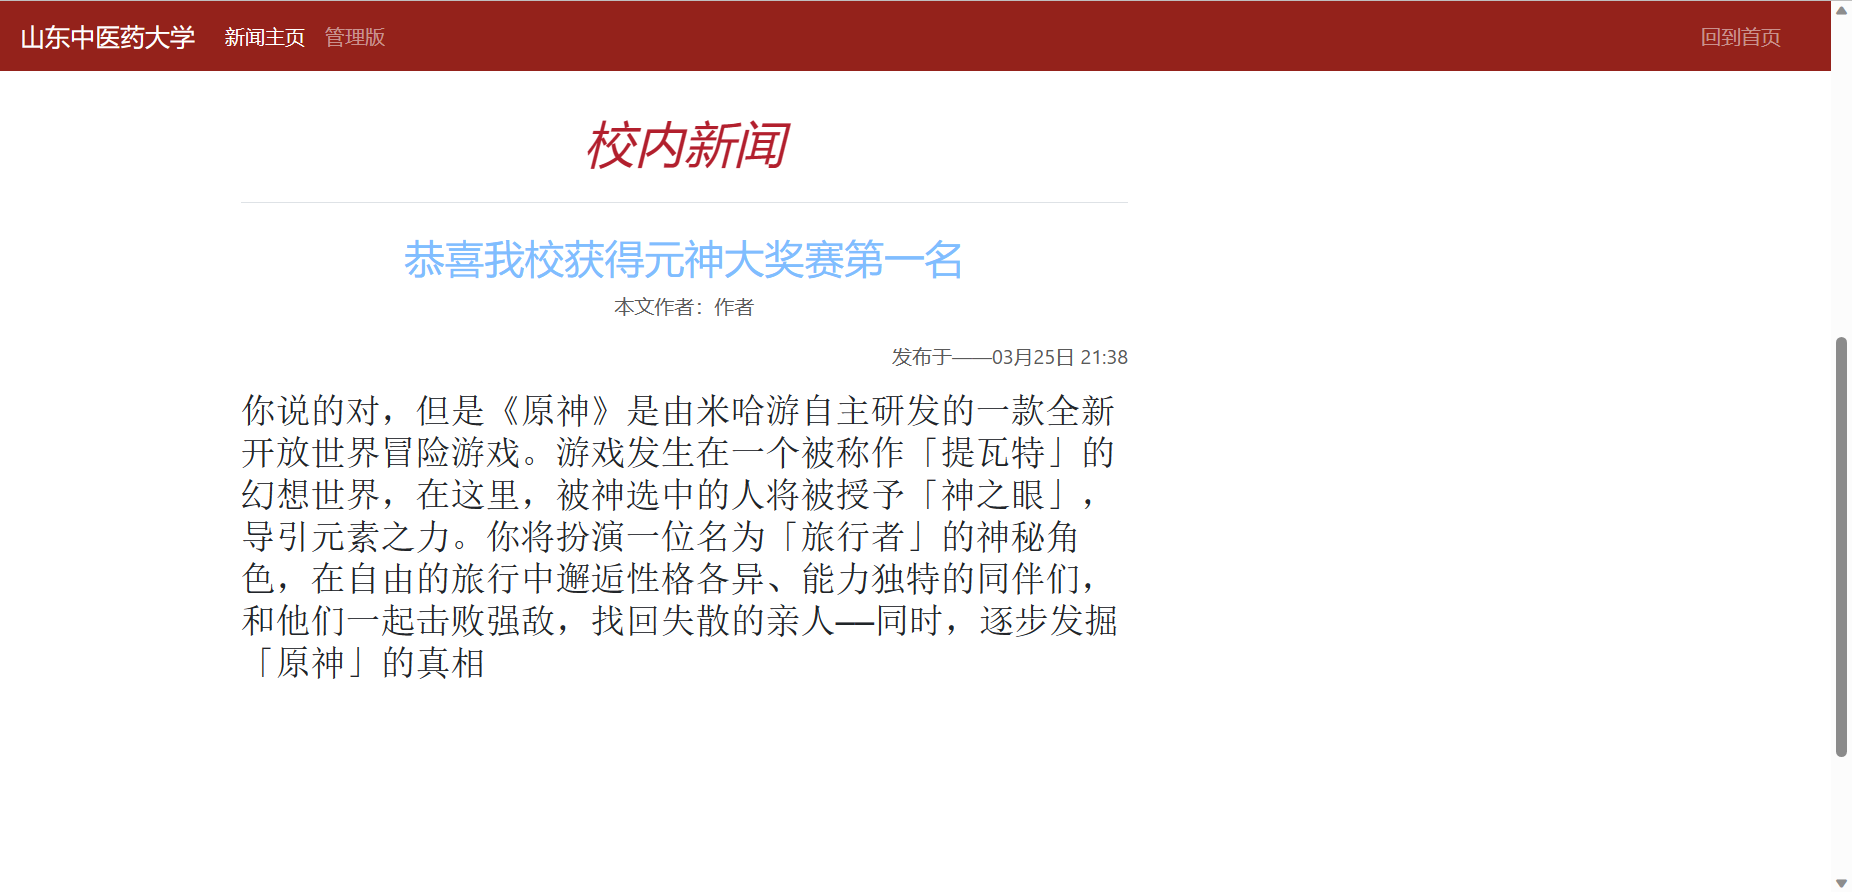 山东中医药大学 新闻主页 管理版 回到首页
校内新闻
恭喜我校获得元神大奖赛第一名
本文作者：作者
发布于——03月25日 21:38
你说的对，但是《原神》是由米哈游自主研发的一款全新
开放世界冒险游戏。游戏发生在一个被称作「提瓦特」的
幻想世界，在这里，被神选中的人将被授予「神之眼」，
导引元素之力。你将扮演一位名为「旅行者」的神秘角
色，在自由的旅行中邂逅性格各异、能力独特的同伴们，
和他们一起击败强敌，找回失散的亲人——同时，逐步发掘
「原神」的真相